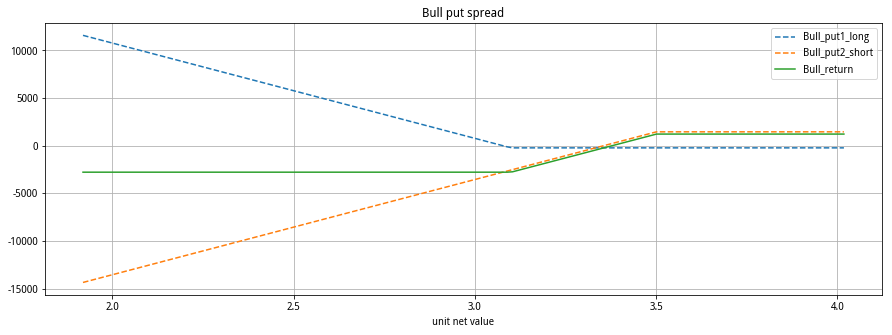 Bull put spread
Bull_put1_long
Bull_put2_short
Bull_return
10000
5000
0
-5000
-10000
-15000
2.0 2.5 3.0 3.5 4.0
unit net value